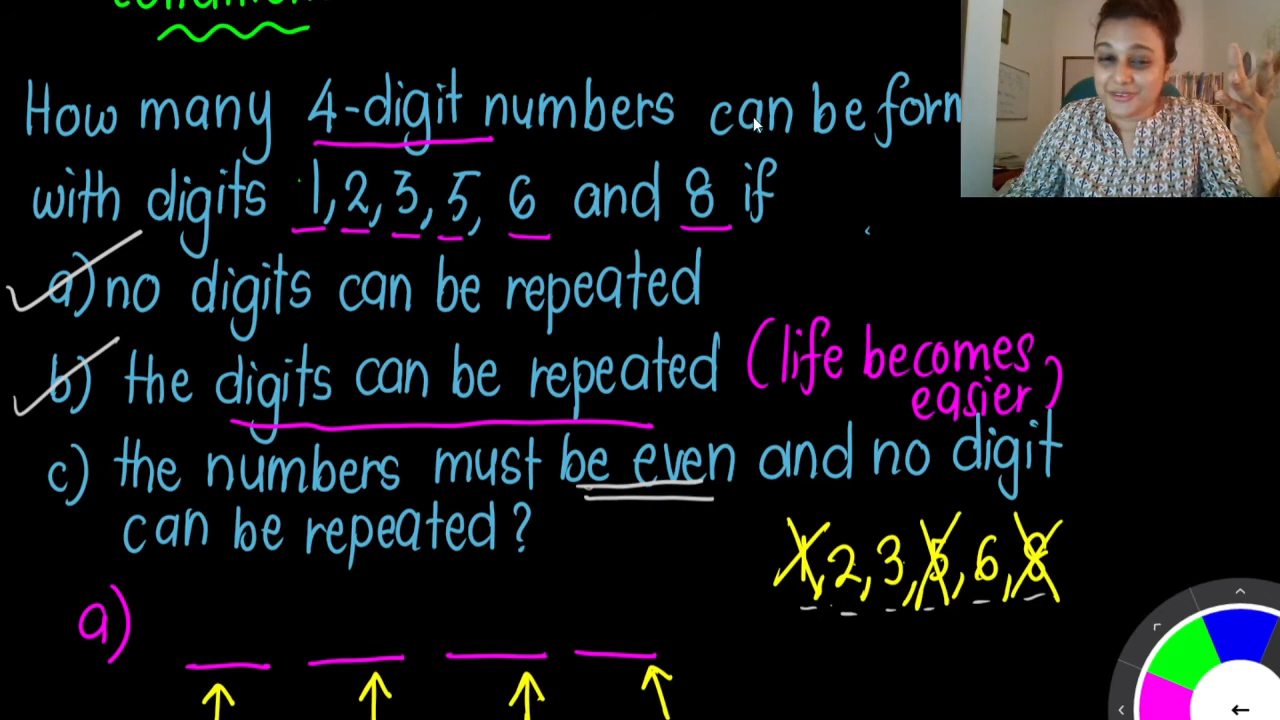 How many 4-digit numbers can be form
with digits 1, 2, 3, 5, 6 and 8 if
a) no digits can be repeated
b) the digits can be repeated (life becomes easier)
c) the numbers must be even and no digit
can be repeated?
1, 2, 3, 5, 6, 8
a)